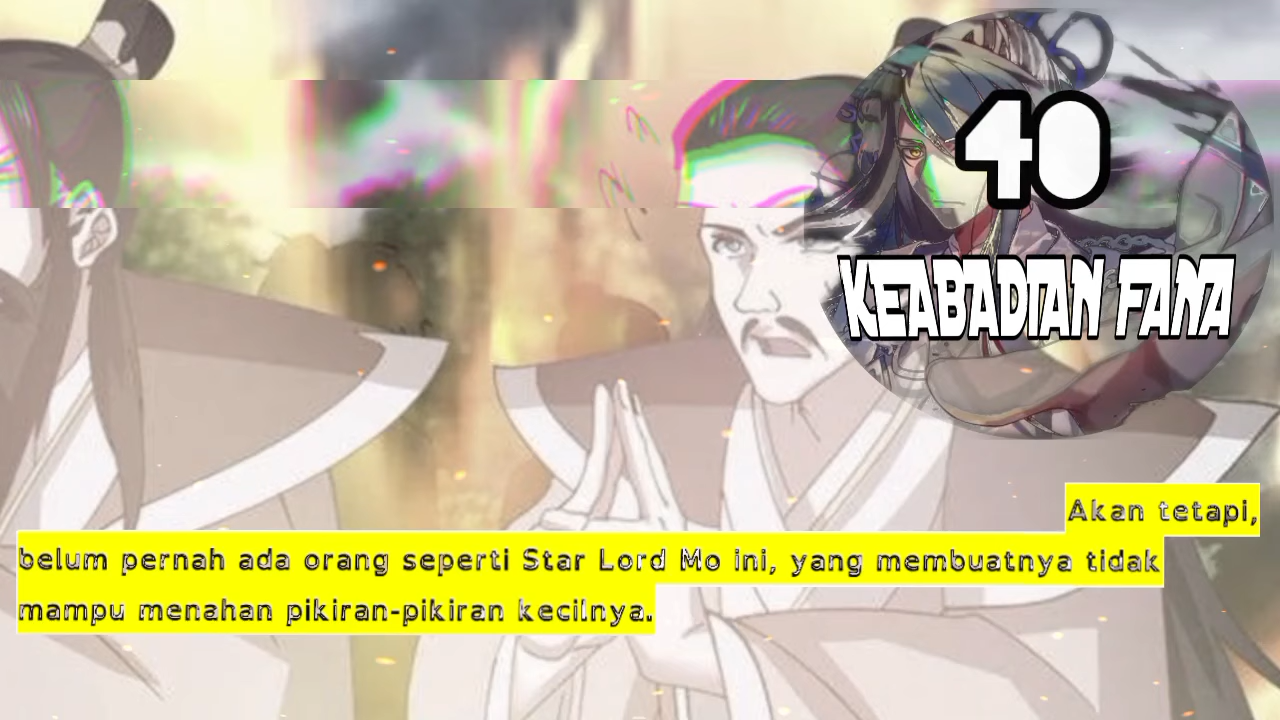 40
KEABADIAN FANA
Akan tetapi,
belum pernah ada orang seperti Star Lord Mo ini, yang membuatnya tidak
mampu menahan pikiran-pikiran kecilnya.